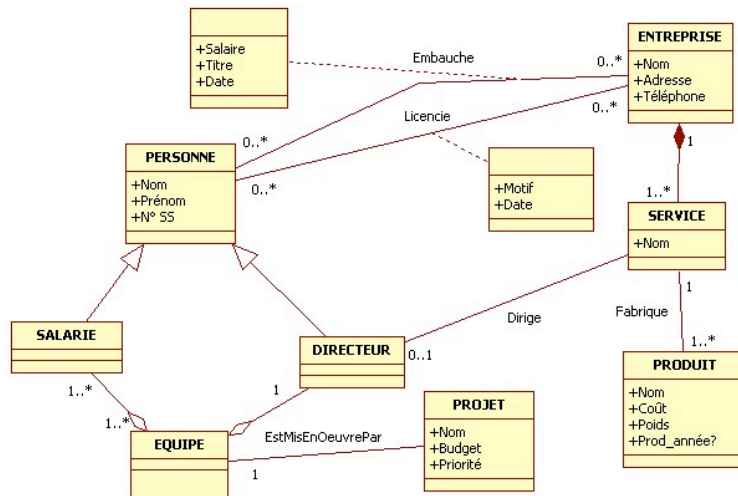 +Salaire
+Titre
+Date
Embauche
0..*
ENTREPRISE
+Nom
+Adresse
+Téléphone
Licencie
0..*
0..*
0..*
1
PERSONNE
+Nom
+Prénom
+N° SS
+Motif
+Date
1..*
SERVICE
+Nom
1
Fabrique
1..*
SALARIE
DIRECTEUR
0..1
Dirige
1..*
1
1..*
EQUIPE
EstMisEnOeuvrePar
1
PROJET
+Nom
+Budget
+Priorité
PRODUIT
+Nom
+Coût
+Poids
+Prod_année?